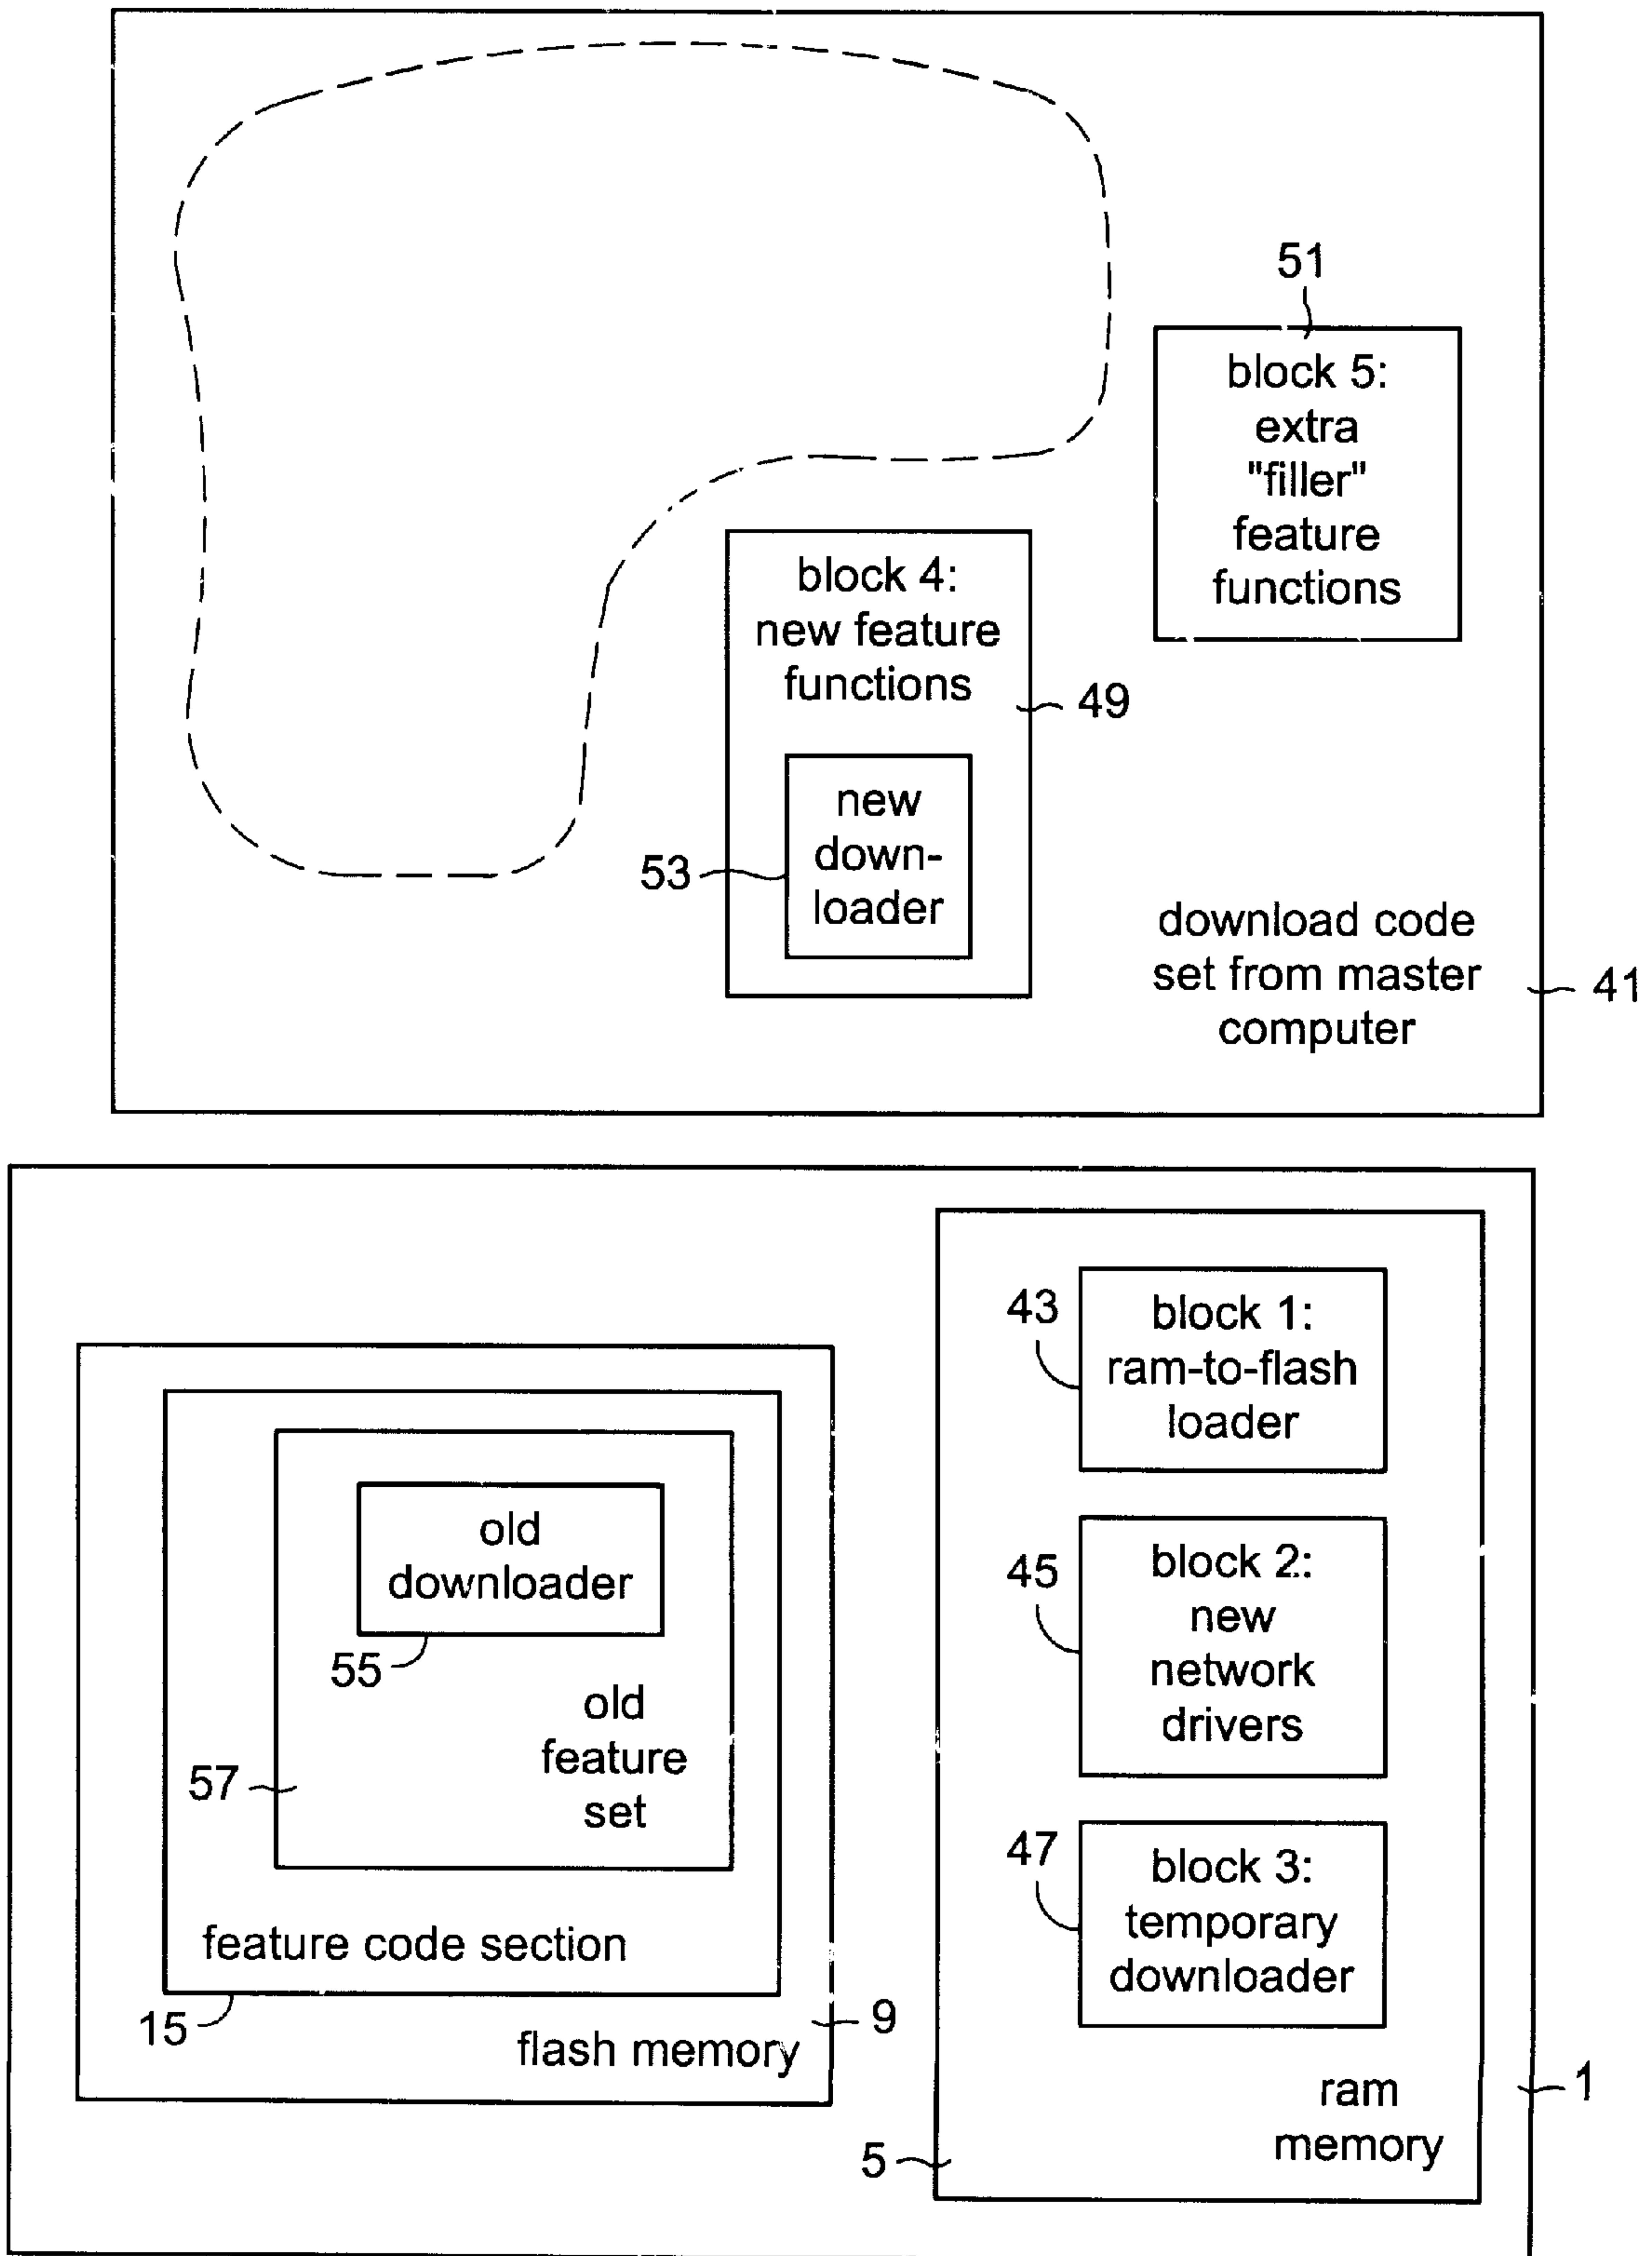 51
block 5:
extra
"filler"
feature
functions
block 4:
new feature
functions
49
new
down-
loader
53
download code
set from master
computer
41
43
block 1:
ram-to-flash
loader
old
downloader
55
45
block 2:
new
network
drivers
old
feature
set
57
47
block 3:
temporary
downloader
feature code section
15
9
flash memory
ram
memory
1
5